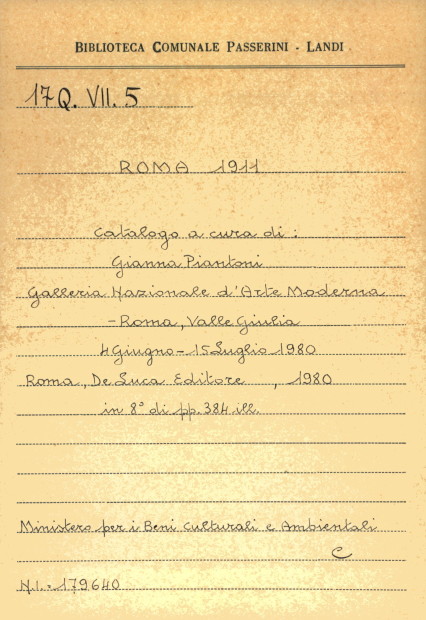 BIBLIOTECA COMUNALE PASSERINI - LANDI
17Q. VII. 5
ROMA 1911
Catalogo a cura di :
Gianna Piantoni
Galleria Nazionale d'Arte Moderna
- Roma, Valle Giulia
4 Giugno - 15 Luglio 1980
Roma, De Luca Editore , 1980
in 8° di pp. 384 ill.
Ministero per i Beni Culturali e Ambientali
C
N.I. = 179640